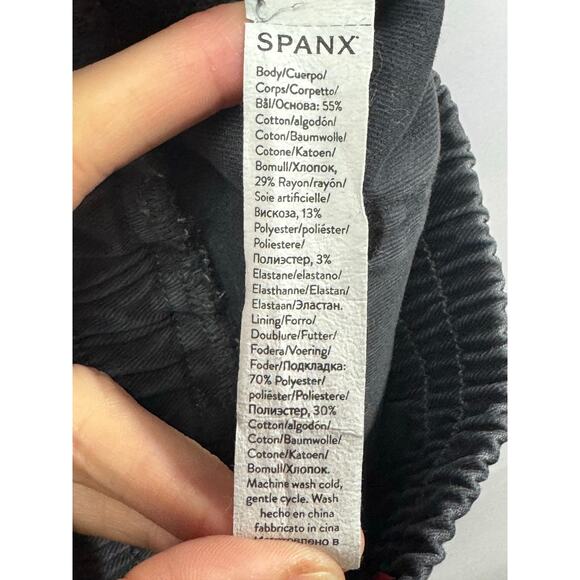 SPANX
Body/Cuerpo/
Corps/Corpetto/
Bål/Основа: 55%
Cotton/algodón/
Coton/Baumwolle/
Cotone/Katoen/
Bomull/Хлопок,
29% Rayon/rayón/
Soie artificielle/
Вискоза, 13%
Polyester/poliéster/
Poliestere/
Полиэстер, 3%
Elastane/elastano/
Elasthanne/Elastan/
Elastaan/Эластан.
Lining/Forro/
Doublure/Futter/
Fodera/Voering/
Foder/Подкладка:
70% Polyester/
poliéster/Poliestere/
Полиэстер, 30%
Cotton/algodón/
Coton/Baumwolle/
Cotone/Katoen/
Bomull/Хлопок.
Machine wash cold,
gentle cycle. Wash
hecho en china
fabbricato in cina
Изготовлено в